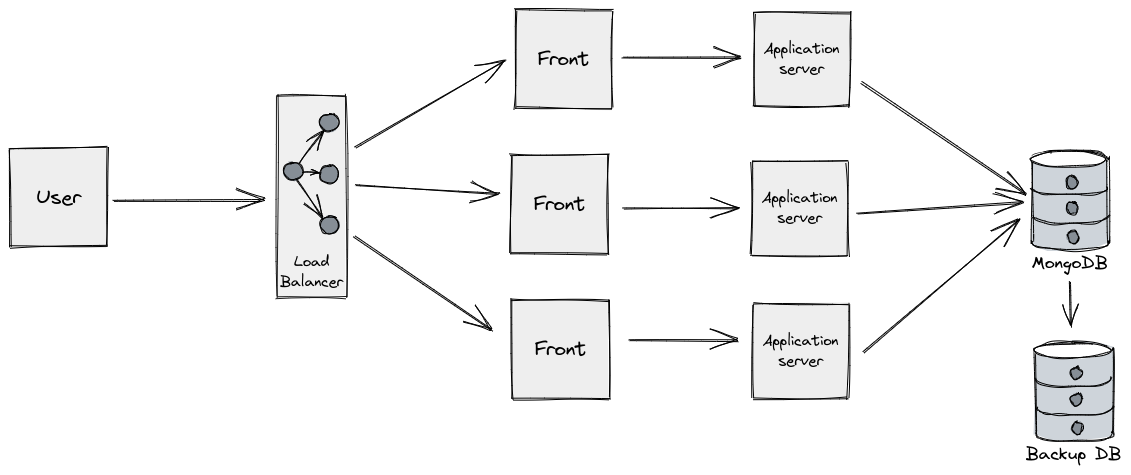 User
Load
Balancer
Front
Application
server
Front
Application
server
Front
Application
server
MongoDB
Backup DB